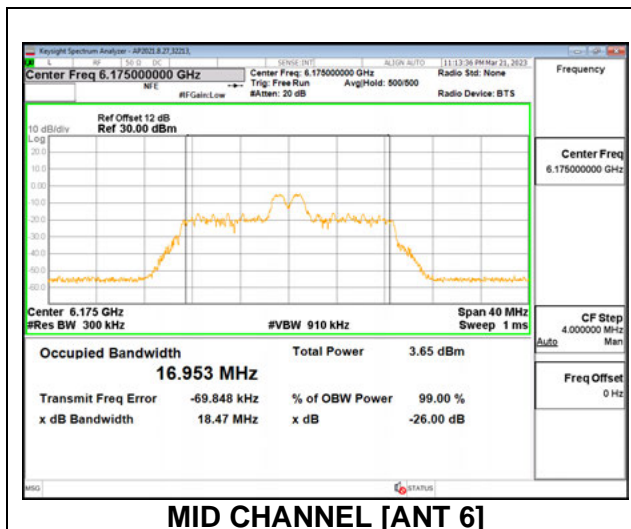 Keysight Spectrum Analyzer - AP2021.8.27,32213,
L RF 50 Ω DC SENSE:INT ALIGN AUTO 11:13:36 PM Mar 21, 2023
Center Freq 6.175000000 GHz
NFE
#IFGain:Low
Center Freq: 6.175000000 GHz
Trig: Free Run Avg|Hold: 500/500
#Atten: 20 dB
Radio Std: None
Radio Device: BTS
Frequency
Ref Offset 12 dB
10 dB/div Ref 30.00 dBm
Log
20.0
10.0
0.00
-10.0
-20.0
-30.0
-40.0
-50.0
-60.0
Center Freq
6.175000000 GHz
Center 6.175 GHz Span 40 MHz
#Res BW 300 kHz #VBW 910 kHz Sweep 1 ms
CF Step
4.000000 MHz
Auto Man
Occupied Bandwidth Total Power 3.65 dBm
16.953 MHz
Freq Offset
0 Hz
Transmit Freq Error -69.848 kHz % of OBW Power 99.00 %
x dB Bandwidth 18.47 MHz x dB -26.00 dB
MSG STATUS
MID CHANNEL [ANT 6]